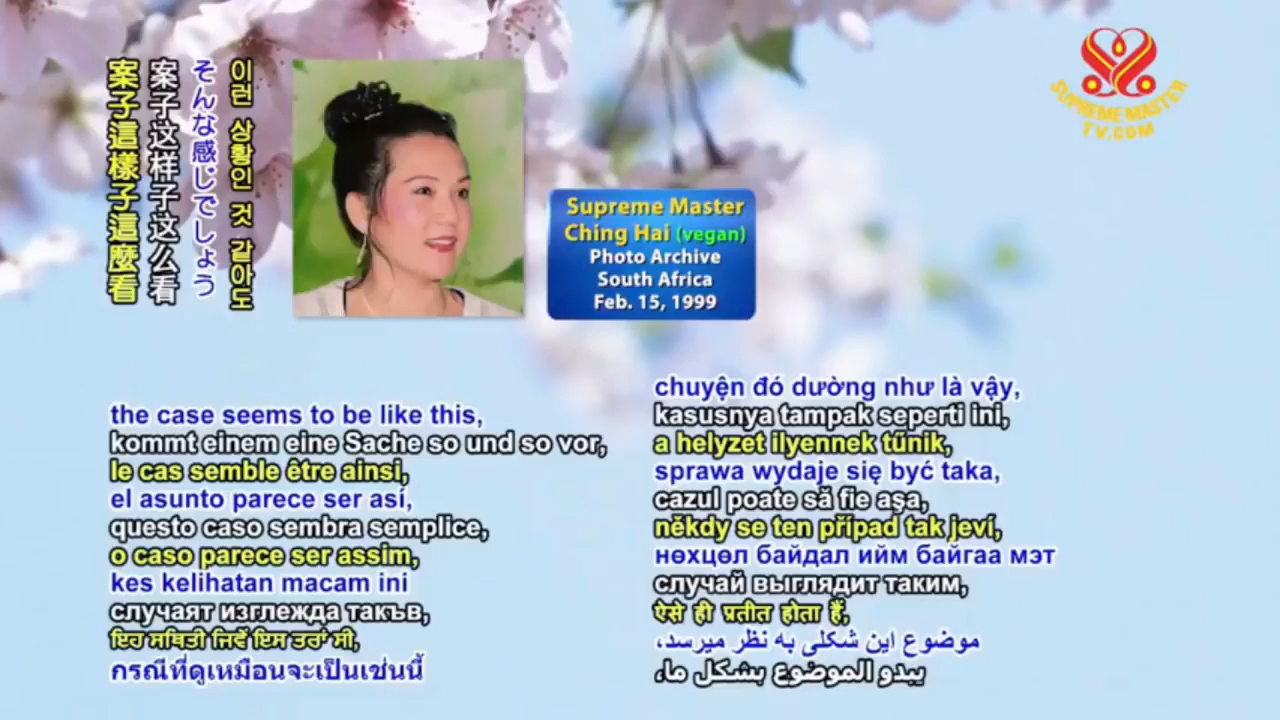 案子這樣子這麼看
案子这样子这么看
そんな感じでしょう
이런 상황인 것 같아도
Supreme Master
Ching Hai (vegan)
Photo Archive
South Africa
Feb. 15, 1999
SUPREME MASTER
TV.COM
the case seems to be like this,
kommt einem eine Sache so und so vor,
le cas semble être ainsi,
el asunto parece ser así,
questo caso sembra semplice,
o caso parece ser assim,
kes kelihatan macam ini
случаят изглежда такъв,
ਇਹ ਸਥਿਤੀ ਜਿਵੇਂ ਇਸ ਤਰਾਂ ਸੀ,
กรณีที่ดูเหมือนจะเป็นเช่นนี้
chuyện đó dường như là vậy,
kasusnya tampak seperti ini,
a helyzet ilyennek tűnik,
sprawa wydaje się być taka,
cazul poate să fie aşa,
někdy se ten případ tak jeví,
нөхцөл байдал ийм байгаа мэт
случай выглядит таким,
ऐसे ही प्रतीत होता हैं,
موضوع این شکلی به نظر میرسد،
يبدو الموضوع بشكل ما،